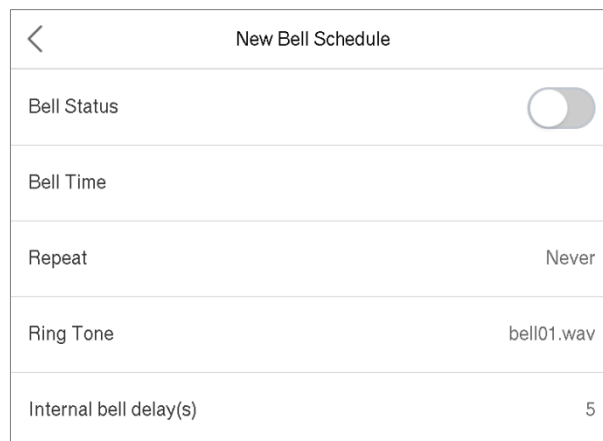 New Bell Schedule
Bell Status
Bell Time
Repeat Never
Ring Tone bell01.wav
Internal bell delay(s) 5